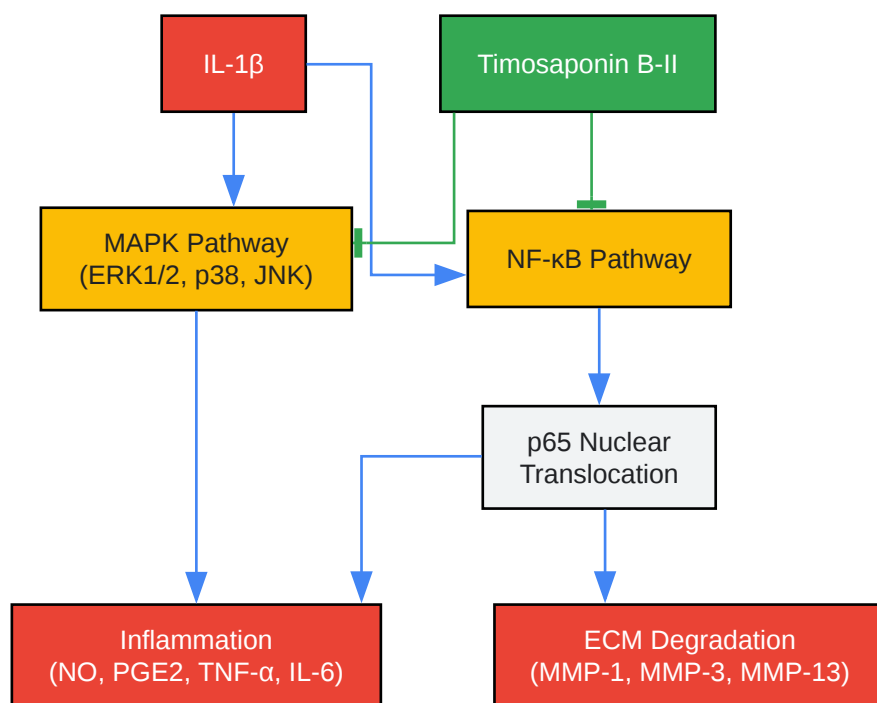 IL-1β
Timosaponin B-II
MAPK Pathway
(ERK1/2, p38, JNK)
NF-κB Pathway
p65 Nuclear
Translocation
Inflammation
(NO, PGE2, TNF-α, IL-6)
ECM Degradation
(MMP-1, MMP-3, MMP-13)